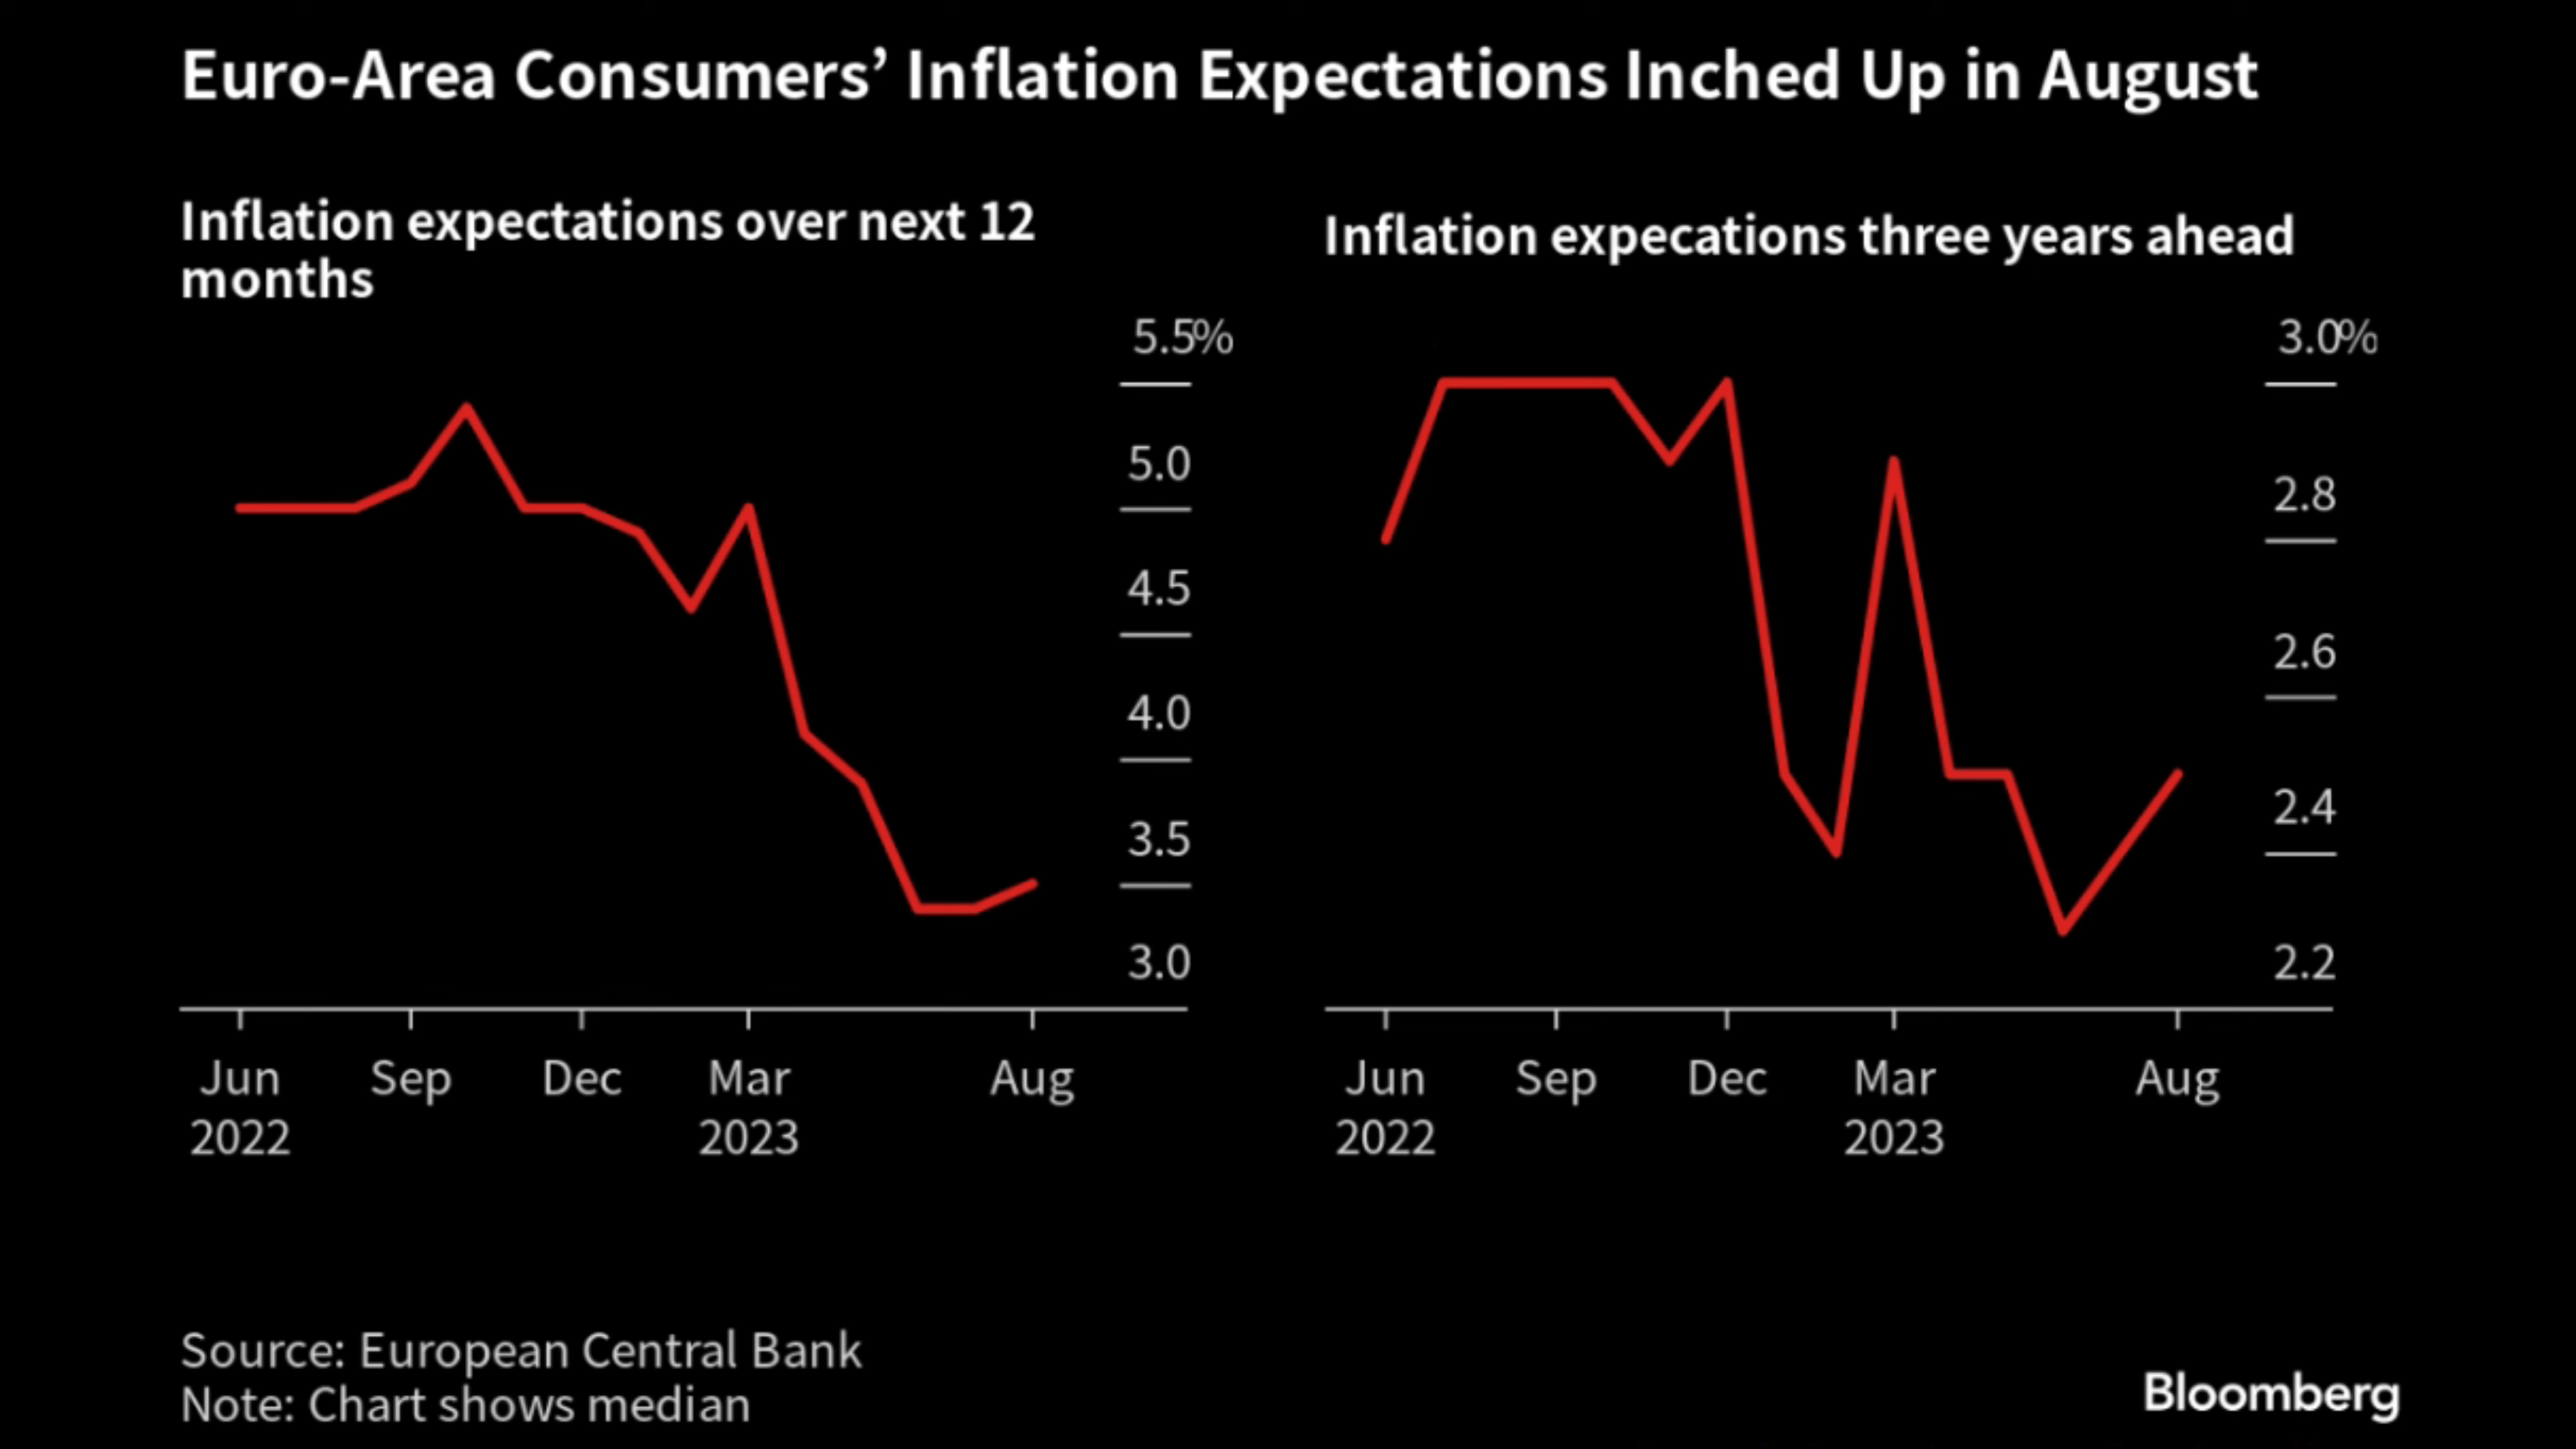 Euro-Area Consumers’ Inflation Expectations Inched Up in August
Inflation expectations over next 12
months
5.5%
5.0
4.5
4.0
3.5
3.0
Jun
2022
Sep
Dec
Mar
2023
Aug
Inflation expecations three years ahead
3.0%
2.8
2.6
2.4
2.2
Jun
2022
Sep
Dec
Mar
2023
Aug
Source: European Central Bank
Note: Chart shows median
Bloomberg